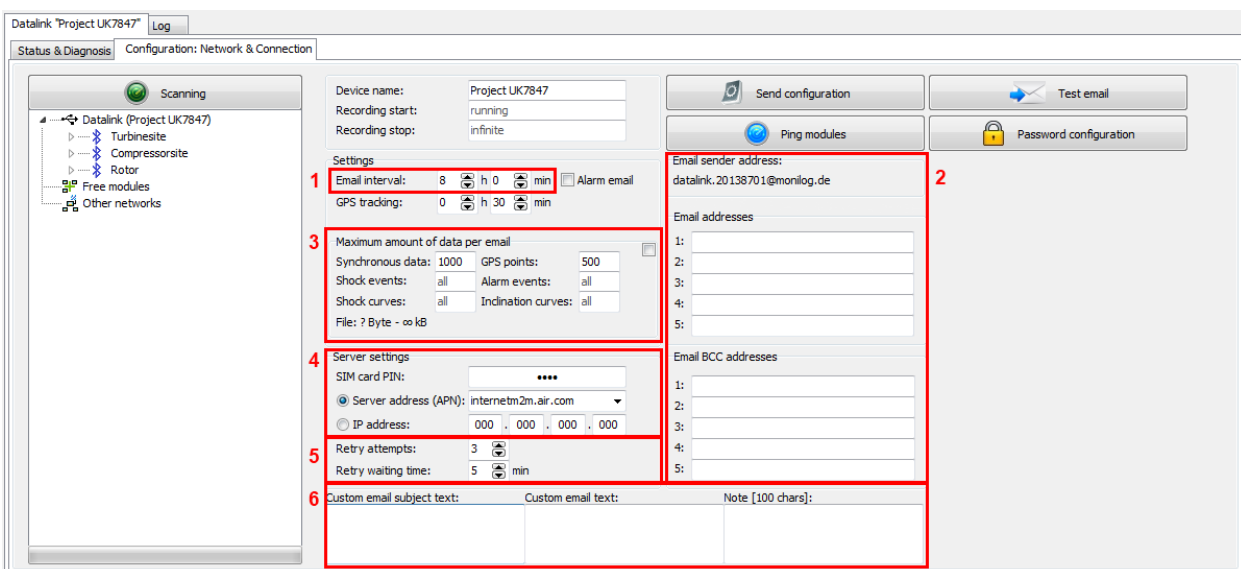 Datalink "Project UK7847" Log
Status & Diagnosis Configuration: Network & Connection
Scanning
Datalink (Project UK7847)
Turbinesite
Compressorsite
Rotor
Free modules
Other networks
Device name: Project UK7847
Recording start: running
Recording stop: infinite
Send configuration
Test email
Ping modules
Password configuration
Settings
1 Email interval: 8 h 0 min Alarm email
GPS tracking: 0 h 30 min
3 Maximum amount of data per email
Synchronous data: 1000 GPS points: 500
Shock events: all Alarm events: all
Shock curves: all Inclination curves: all
File: ? Byte - ∞ kB
4 Server settings
SIM card PIN: ••••
Server address (APN): internetm2m.air.com
IP address: 000 . 000 . 000 . 000
5 Retry attempts: 3
Retry waiting time: 5 min
Email sender address: 2
datalink.20138701@monilog.de
Email addresses
1:
2:
3:
4:
5:
Email BCC addresses
1:
2:
3:
4:
5:
6 Custom email subject text: Custom email text: Note [100 chars]: